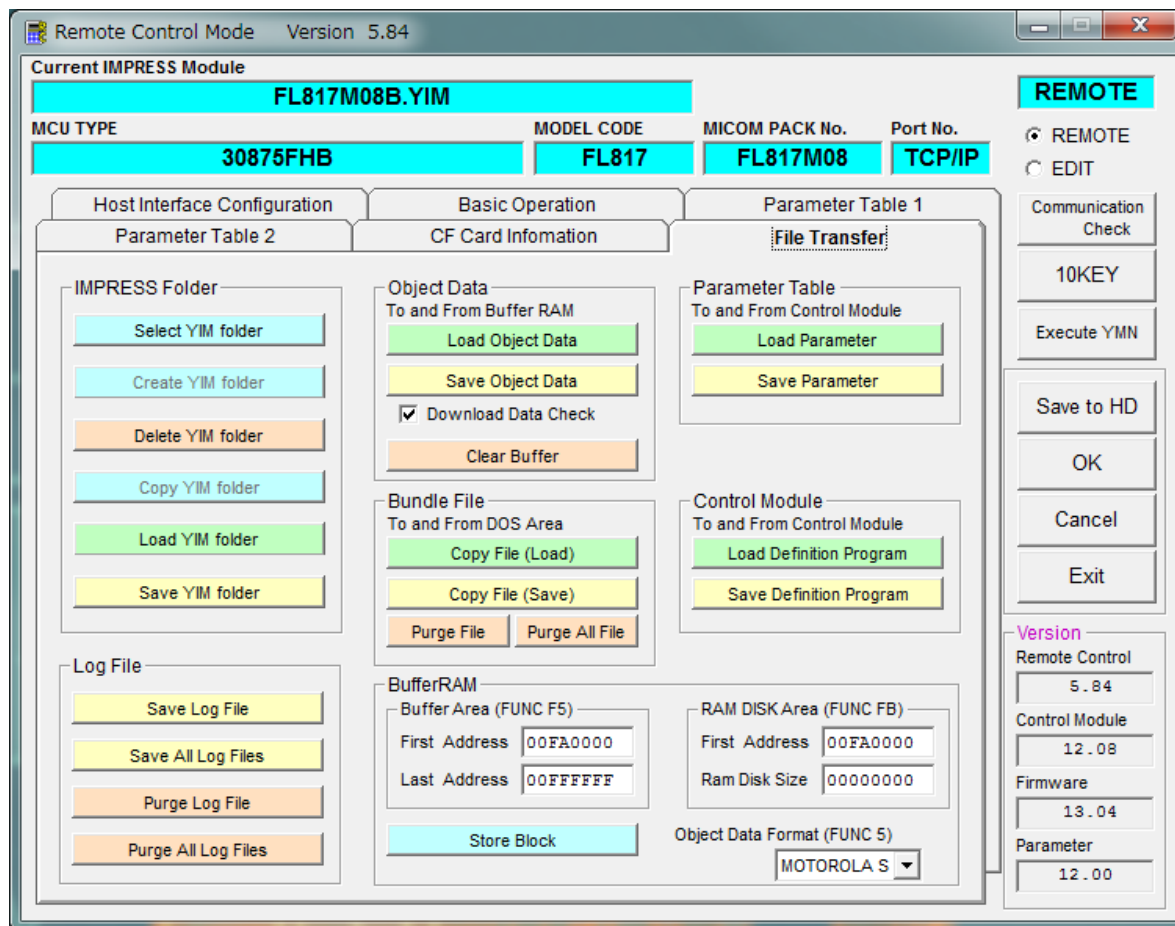 Remote Control Mode Version 5.84
Current IMPRESS Module
FL817M08B.YIM
REMOTE
MCU TYPE
MODEL CODE
MICOM PACK No.
Port No.
30875FHB
FL817
FL817M08
TCP/IP
REMOTE
EDIT
Host Interface Configuration
Basic Operation
Parameter Table 1
Parameter Table 2
CF Card Infomation
File Transfer
IMPRESS Folder
Select YIM folder
Create YIM folder
Delete YIM folder
Copy YIM folder
Load YIM folder
Save YIM folder
Log File
Save Log File
Save All Log Files
Purge Log File
Purge All Log Files
Object Data
To and From Buffer RAM
Load Object Data
Save Object Data
Download Data Check
Clear Buffer
Bundle File
To and From DOS Area
Copy File (Load)
Copy File (Save)
Purge File
Purge All File
Parameter Table
To and From Control Module
Load Parameter
Save Parameter
Control Module
To and From Control Module
Load Definition Program
Save Definition Program
BufferRAM
Buffer Area (FUNC F5)
First Address 00FA0000
Last Address 00FFFFFF
Store Block
RAM DISK Area (FUNC FB)
First Address 00FA0000
Ram Disk Size 00000000
Object Data Format (FUNC 5)
MOTOROLA S
Communication
Check
10KEY
Execute YMN
Save to HD
OK
Cancel
Exit
Version
Remote Control
5.84
Control Module
12.08
Firmware
13.04
Parameter
12.00